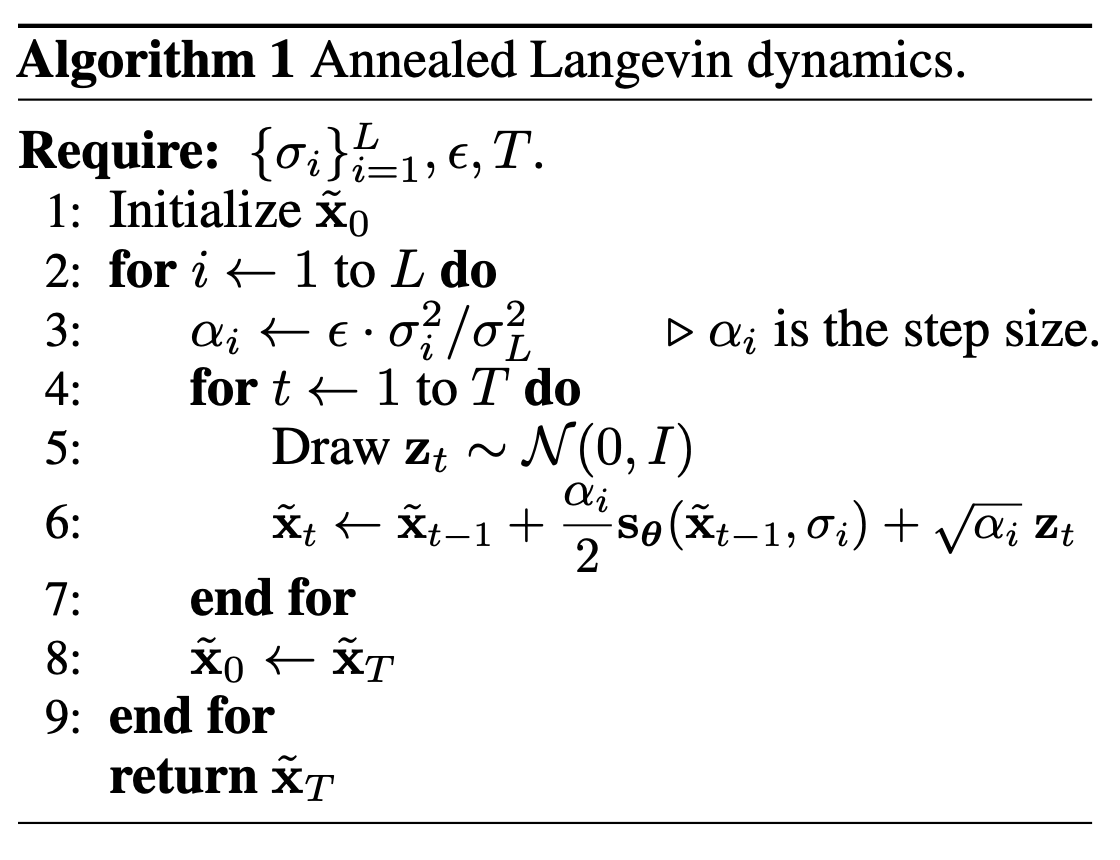 Algorithm 1 Annealed Langevin dynamics.
Require: {σ_i}_{i=1}^L, ϵ, T.
1: Initialize x̃_0
2: for i ← 1 to L do
3: α_i ← ϵ · σ_i^2/σ_L^2 ▷ α_i is the step size.
4: for t ← 1 to T do
5: Draw z_t ∼ 𝒩(0, I)
6: x̃_t ← x̃_{t−1} + α_i/2 s_θ(x̃_{t−1}, σ_i) + √α_i z_t
7: end for
8: x̃_0 ← x̃_T
9: end for
return x̃_T